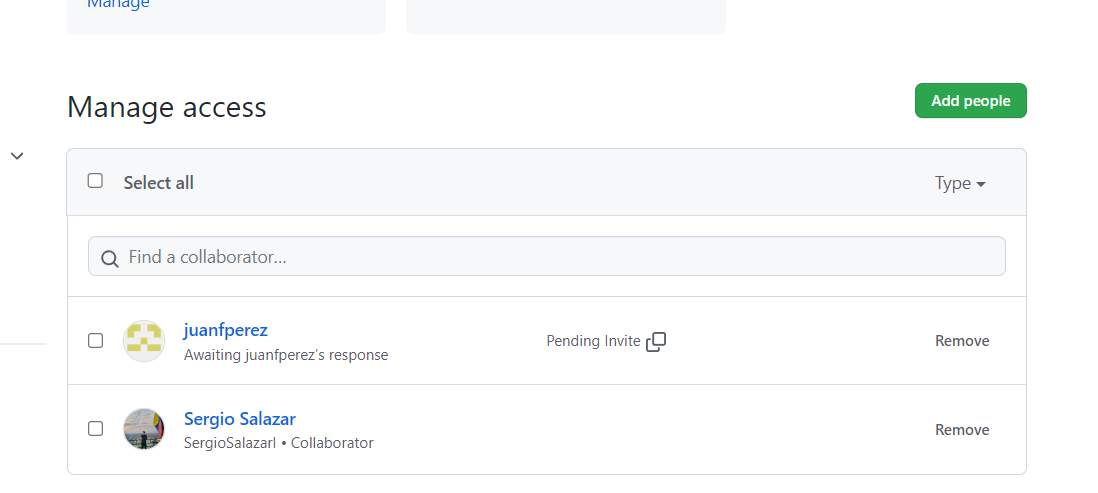 Manage
Manage access
Add people
Select all
Type
Find a collaborator...
juanfperez
Awaiting juanfperez's response
Pending Invite
Remove
Sergio Salazar
SergioSalazarl • Collaborator
Remove